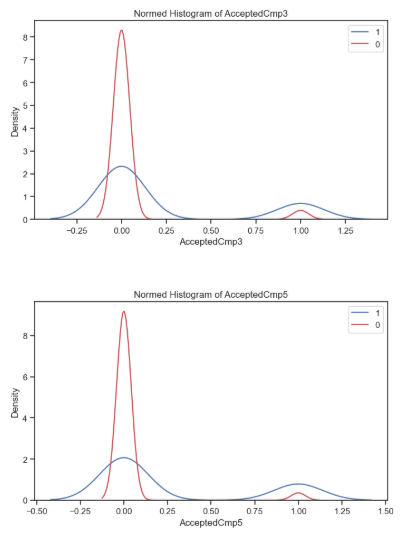 Normed Histogram of AcceptedCmp3
1
0
8
7
6
5
4
3
2
1
0
Density
−0.25 0.00 0.25 0.50 0.75 1.00 1.25
AcceptedCmp3
Normed Histogram of AcceptedCmp5
1
0
8
6
4
2
0
Density
−0.50 −0.25 0.00 0.25 0.50 0.75 1.00 1.25 1.50
AcceptedCmp5